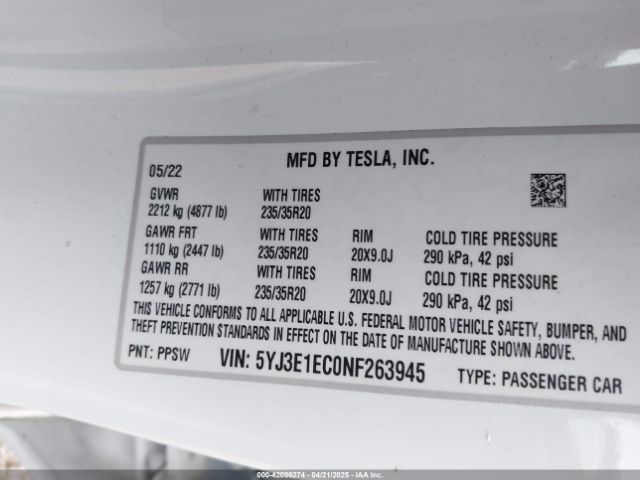 MFD BY TESLA, INC.
05/22
GVWR WITH TIRES
2212 kg (4877 lb) 235/35R20
GAWR FRT WITH TIRES RIM COLD TIRE PRESSURE
1110 kg (2447 lb) 235/35R20 20X9.0J 290 kPa, 42 psi
GAWR RR WITH TIRES RIM COLD TIRE PRESSURE
1257 kg (2771 lb) 235/35R20 20X9.0J 290 kPa, 42 psi
THIS VEHICLE CONFORMS TO ALL APPLICABLE U.S. FEDERAL MOTOR VEHICLE SAFETY, BUMPER, AND
THEFT PREVENTION STANDARDS IN EFFECT ON THE DATE OF MANUFACTURE SHOWN ABOVE.
PNT: PPSW VIN: 5YJ3E1EC0NF263945 TYPE: PASSENGER CAR
000-42086274 - 04/21/2025 - IAA Inc.